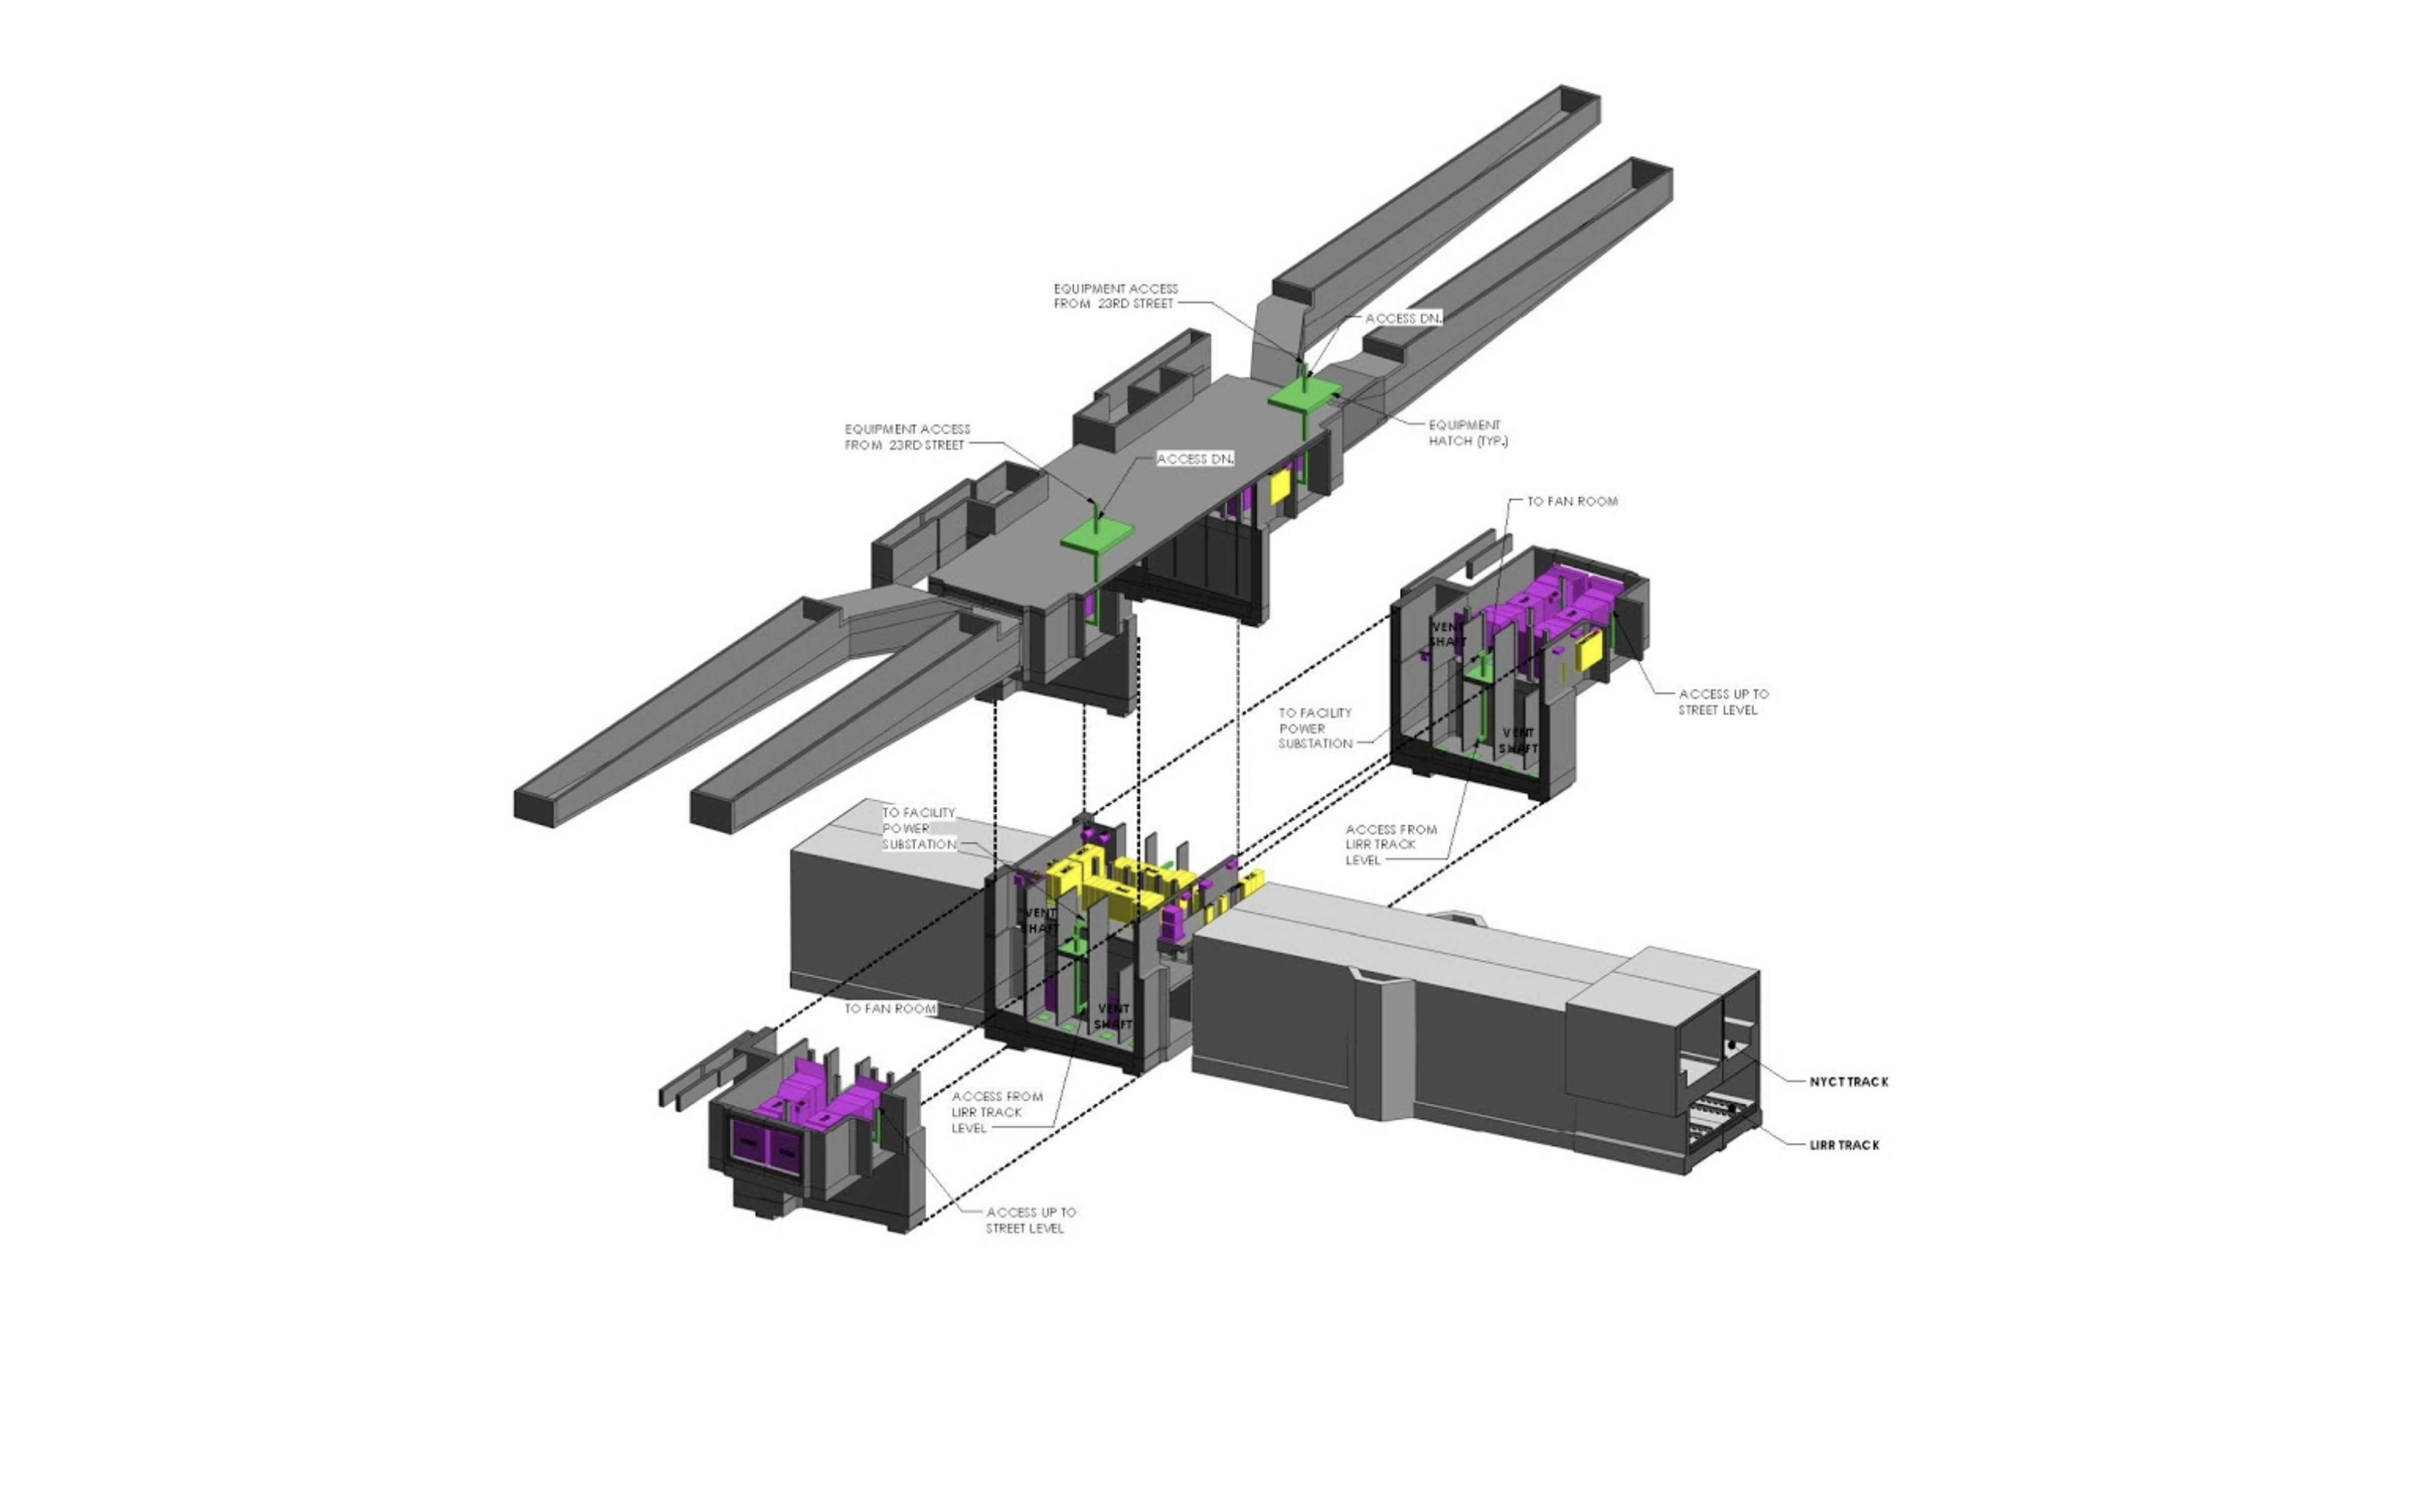 EQUIPMENT ACCESS
FROM 23RD STREET
ACCESS DN.
EQUIPMENT
HATCH (TYP.)
EQUIPMENT ACCESS
FROM 23RD STREET
ACCESS DN.
TO FAN ROOM
VENT
SHAFT
ACCESS UP TO
STREET LEVEL
TO FACILITY
POWER
SUBSTATION
VENT
SHAFT
ACCESS FROM
LIRR TRACK
LEVEL
TO FACILITY
POWER
SUBSTATION
VENT
SHAFT
TO FAN ROOM
VENT
SHAFT
ACCESS FROM
LIRR TRACK
LEVEL
NYCT TRACK
LIRR TRACK
ACCESS UP TO
STREET LEVEL